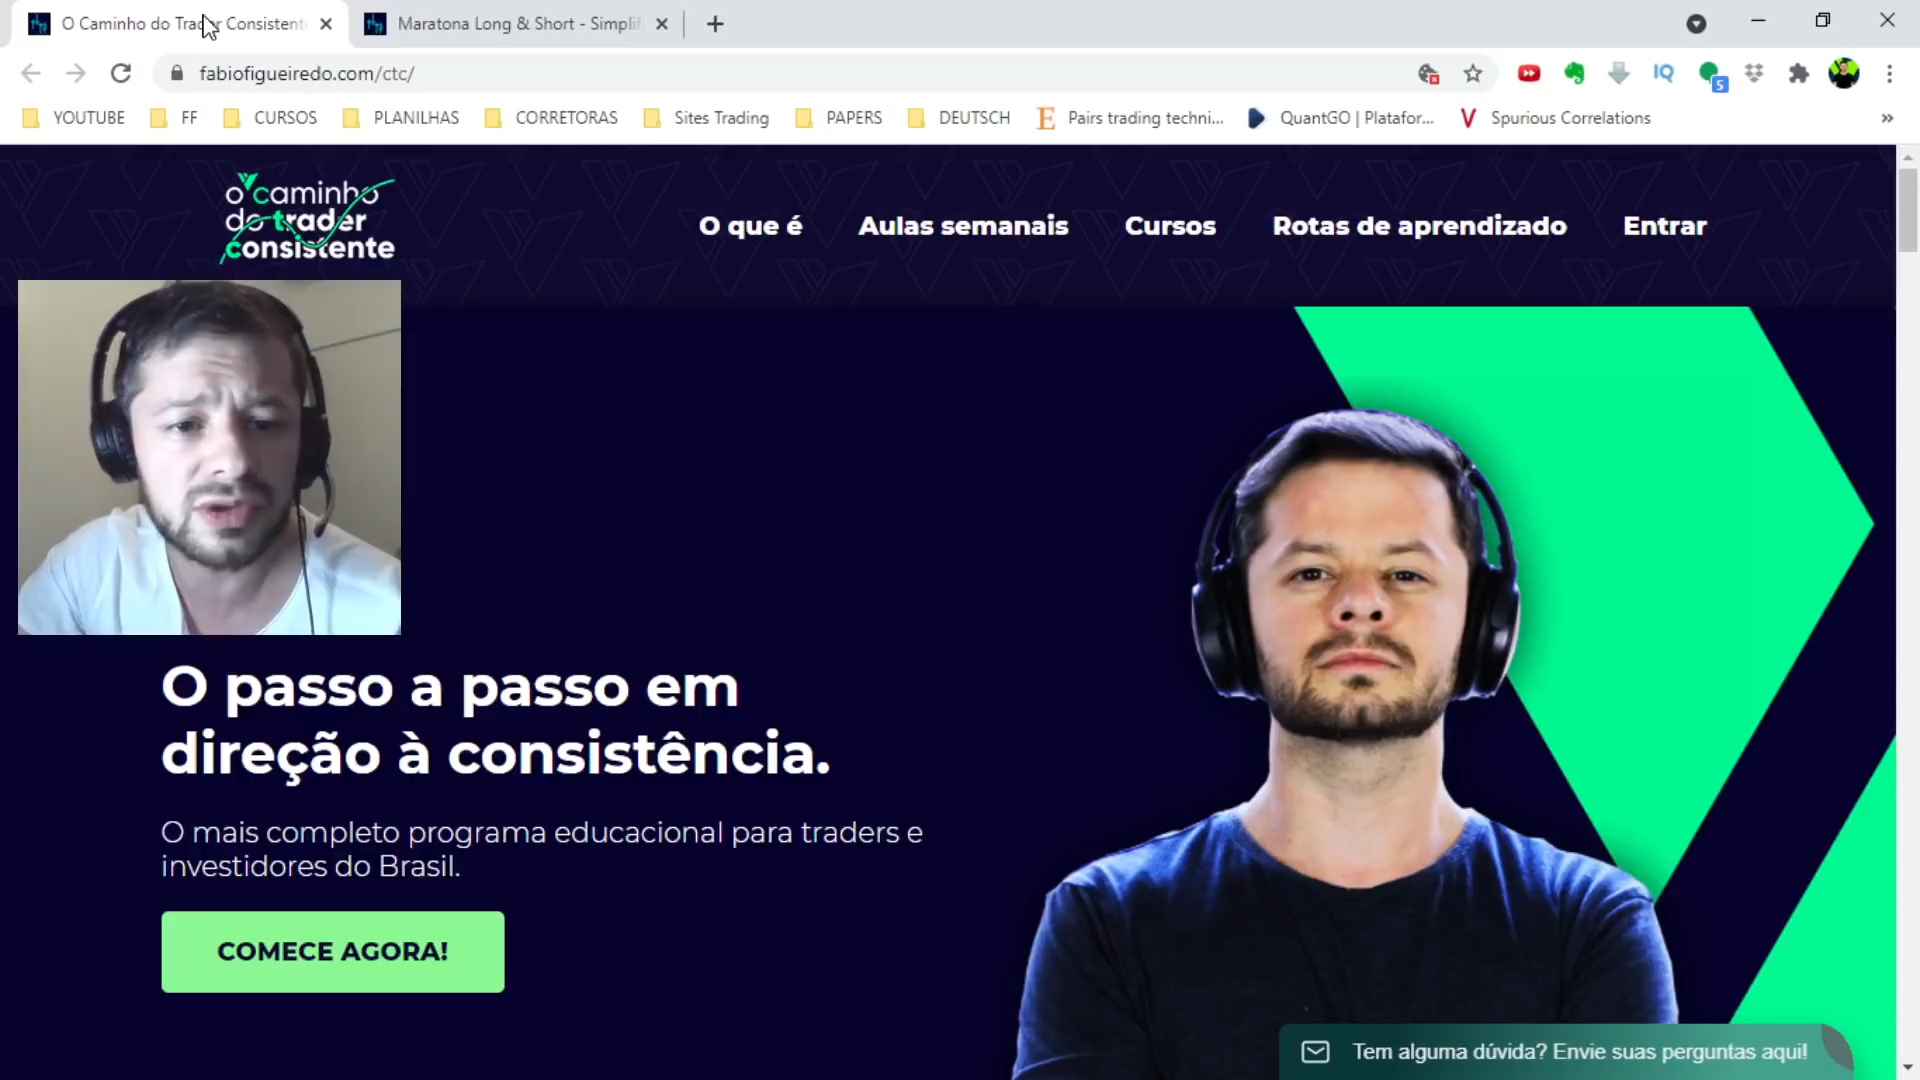 O Caminho do Trader Consistent
Maratona Long & Short - Simplif
fabiofigueiredo.com/ctc/
IQ
5
YOUTUBE
FF
CURSOS
PLANILHAS
CORRETORAS
Sites Trading
PAPERS
DEUTSCH
Pairs trading techni...
QuantGO | Platafor...
Spurious Correlations
»
o caminho
do trader
consistente
O que é
Aulas semanais
Cursos
Rotas de aprendizado
Entrar
O passo a passo em
direção à consistência.
O mais completo programa educacional para traders e
investidores do Brasil.
COMECE AGORA!
Tem alguma dúvida? Envie suas perguntas aqui!